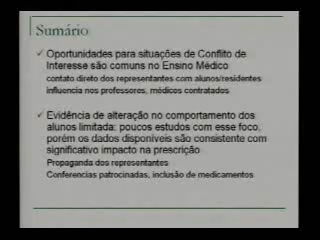 Sumário
✓ Oportunidades para situações de Conflito de
Interesse são comuns no Ensino Médico
contato direto dos representantes com alunos/residentes
influencia nos professores, médicos contratados
✓ Evidência de alteração no comportamento dos
alunos limitada; poucos estudos com esse foco,
porém os dados disponíveis são consistente com
significativo impacto na prescrição
Propaganda dos representantes
Conferencias patrocinadas, inclusão de medicamentos